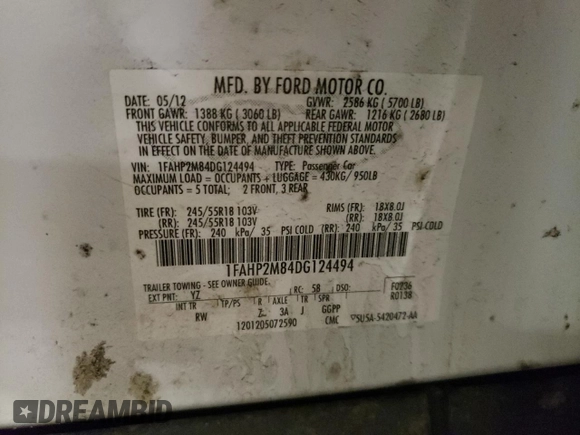 MFD. BY FORD MOTOR CO.
DATE: 05/12 GVWR: 2586 KG ( 5700 LB)
FRONT GAWR: 1388 KG ( 3060 LB) REAR GAWR: 1216 KG ( 2680 LB)
THIS VEHICLE CONFORMS TO ALL APPLICABLE FEDERAL MOTOR
VEHICLE SAFETY, BUMPER, AND THEFT PREVENTION STANDARDS
IN EFFECT ON THE DATE OF MANUFACTURE SHOWN ABOVE.
VIN: 1FAHP2M84DG124494 TYPE: Passenger Car
MAXIMUM LOAD = OCCUPANTS + LUGGAGE = 430KG/ 950LB
OCCUPANTS = 5 TOTAL; 2 FRONT, 3 REAR
TIRE (FR): 245/55R18 103V RIMS (FR): 18X8.0J
(RR): 245/55R18 103V (RR): 18X8.0J
PRESSURE (FR): 240 kPa/ 35 PSI COLD (RR): 240 kPa/ 35 PSI COLD
1FAHP2M84DG124494
TRAILER TOWING - SEE OWNER GUIDE.
EXT PNT: YZ RC: 58 DSO: F0236
R0138
INT TR TP/PS R AXLE TR SPR
RW Z 3A J GGPP
1201205072590 CMC
DREAMBID